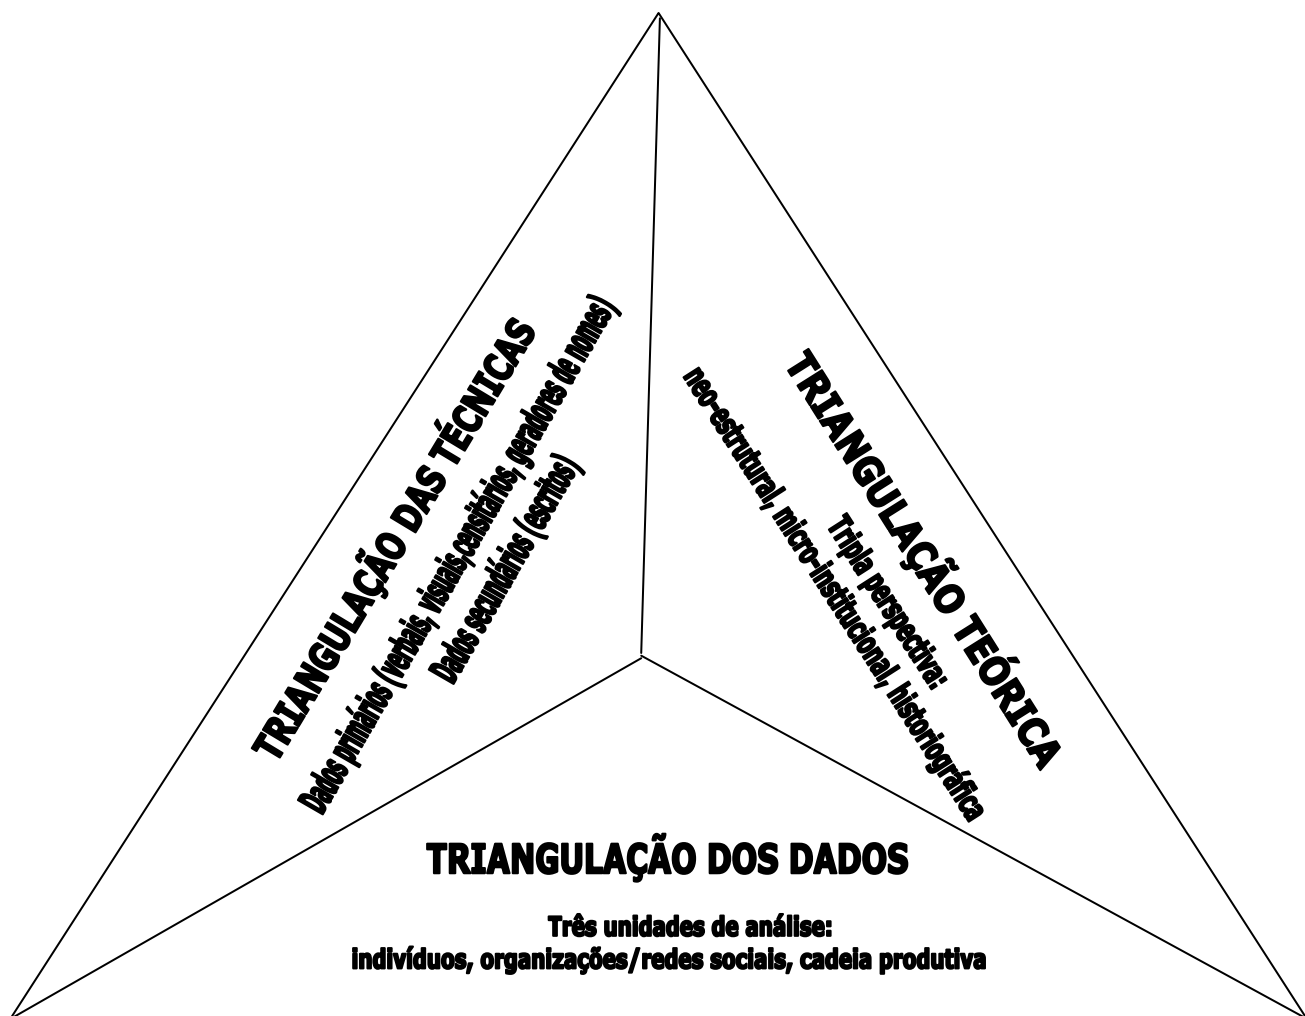 TRIANGULAÇÃO DAS TÉCNICAS
Dados primários (verbais, visuais,censitários, geradores de nomes)
Dados secundários (escritos)
TRIANGULAÇÃO TEÓRICA
Tripla perspectiva:
neo-estrutural, micro-institucional, historiográfica
TRIANGULAÇÃO DOS DADOS
Três unidades de análise:
indivíduos, organizações/redes sociais, cadeia produtiva